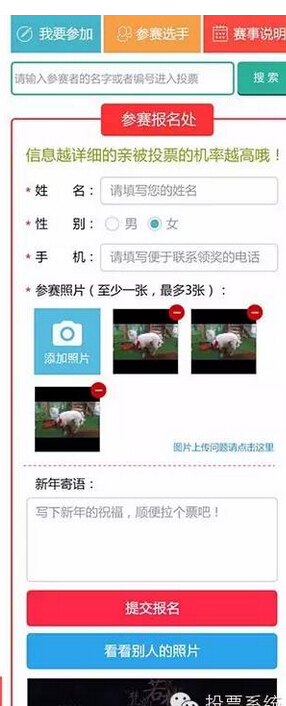 我要参加 参赛选手 赛事说明
请输入参赛者的名字或者编号进入投票 搜 索
参赛报名处
信息越详细的亲被投票的机率越高哦！
* 姓 名： 请填写您的姓名
* 性 别： 男 女
* 手 机： 请填写便于联系领奖的电话
* 参赛照片（至少一张，最多3张）：
添加照片
图片上传问题请点击这里
新年寄语：
写下新年的祝福，顺便拉个票吧！
提交报名
看看别人的照片
投票系统